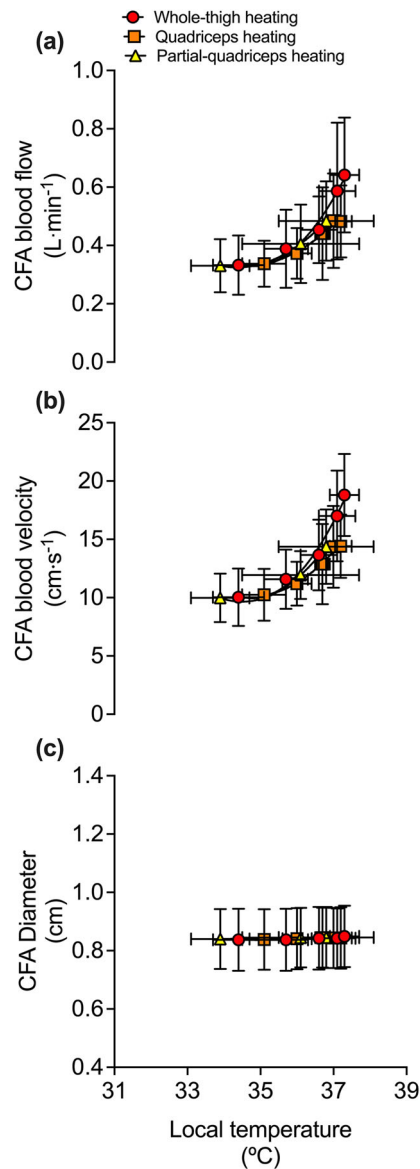 Whole-thigh heating
Quadriceps heating
Partial-quadriceps heating
(a)
CFA blood flow
(L·min⁻¹)
1.0
0.8
0.6
0.4
0.2
0.0
(b)
CFA blood velocity
(cm·s⁻¹)
25
20
15
10
5
0
(c)
CFA Diameter
(cm)
1.4
1.2
1.0
0.8
0.6
0.4
31 33 35 37 39
Local temperature
(ºC)